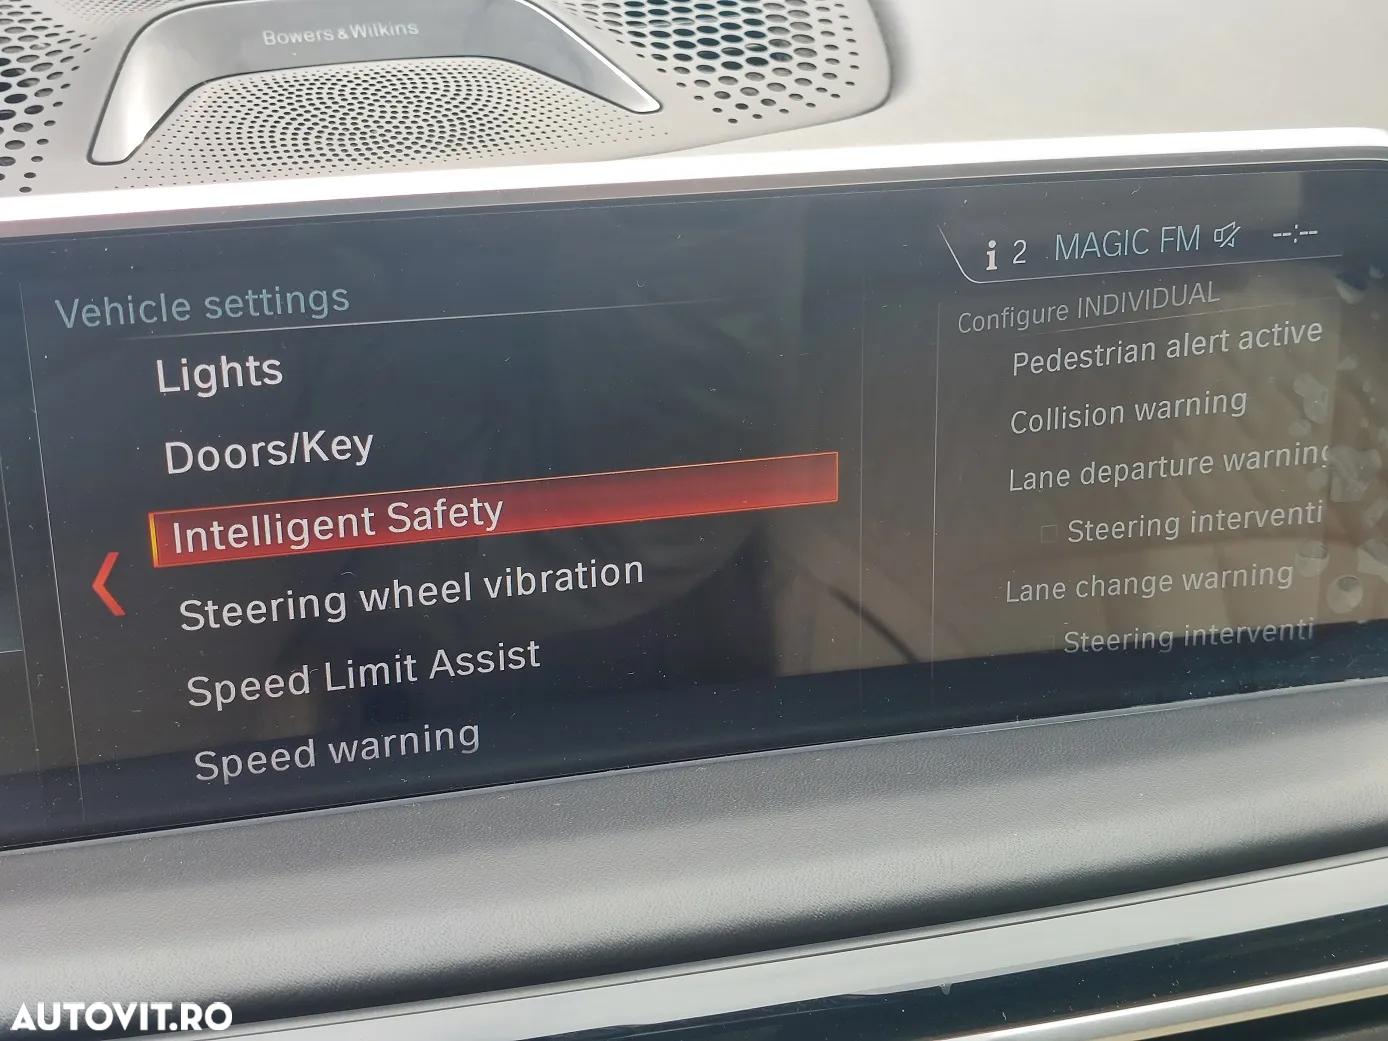 Bowers & Wilkins
i 2 MAGIC FM --:--
Vehicle settings
Lights
Doors/Key
Intelligent Safety
Steering wheel vibration
Speed Limit Assist
Speed warning
Configure INDIVIDUAL
Pedestrian alert active
Collision warning
Lane departure warning
Steering interventi
Lane change warning
Steering interventi
AUTOVIT.RO